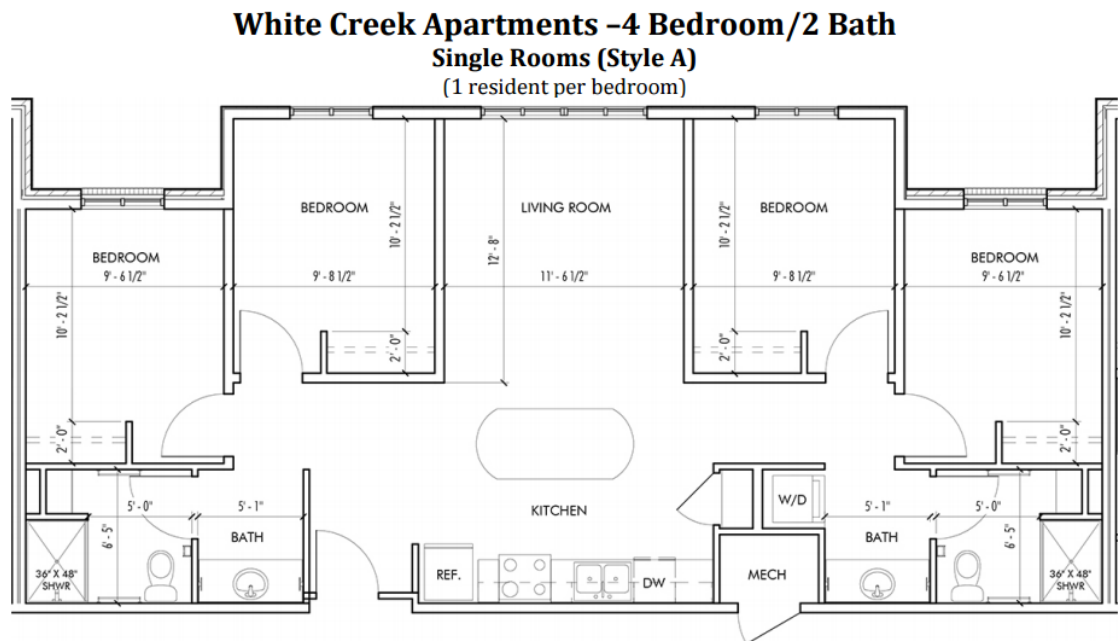 White Creek Apartments –4 Bedroom/2 Bath
Single Rooms (Style A)
(1 resident per bedroom)
BEDROOM
9' - 6 1/2"
10' - 2 1/2"
2' - 0"
BEDROOM
9' - 8 1/2"
10' - 2 1/2"
2' - 0"
LIVING ROOM
11' - 6 1/2"
12' - 8"
BEDROOM
9' - 8 1/2"
10' - 2 1/2"
2' - 0"
BEDROOM
9' - 6 1/2"
10' - 2 1/2"
2' - 0"
5' - 0"
6' - 5"
5' - 1"
BATH
36" X 48"
SHWR
KITCHEN
REF.
DW
W/D
MECH
5' - 1"
BATH
5' - 0"
6' - 5"
36" X 48"
SHWR